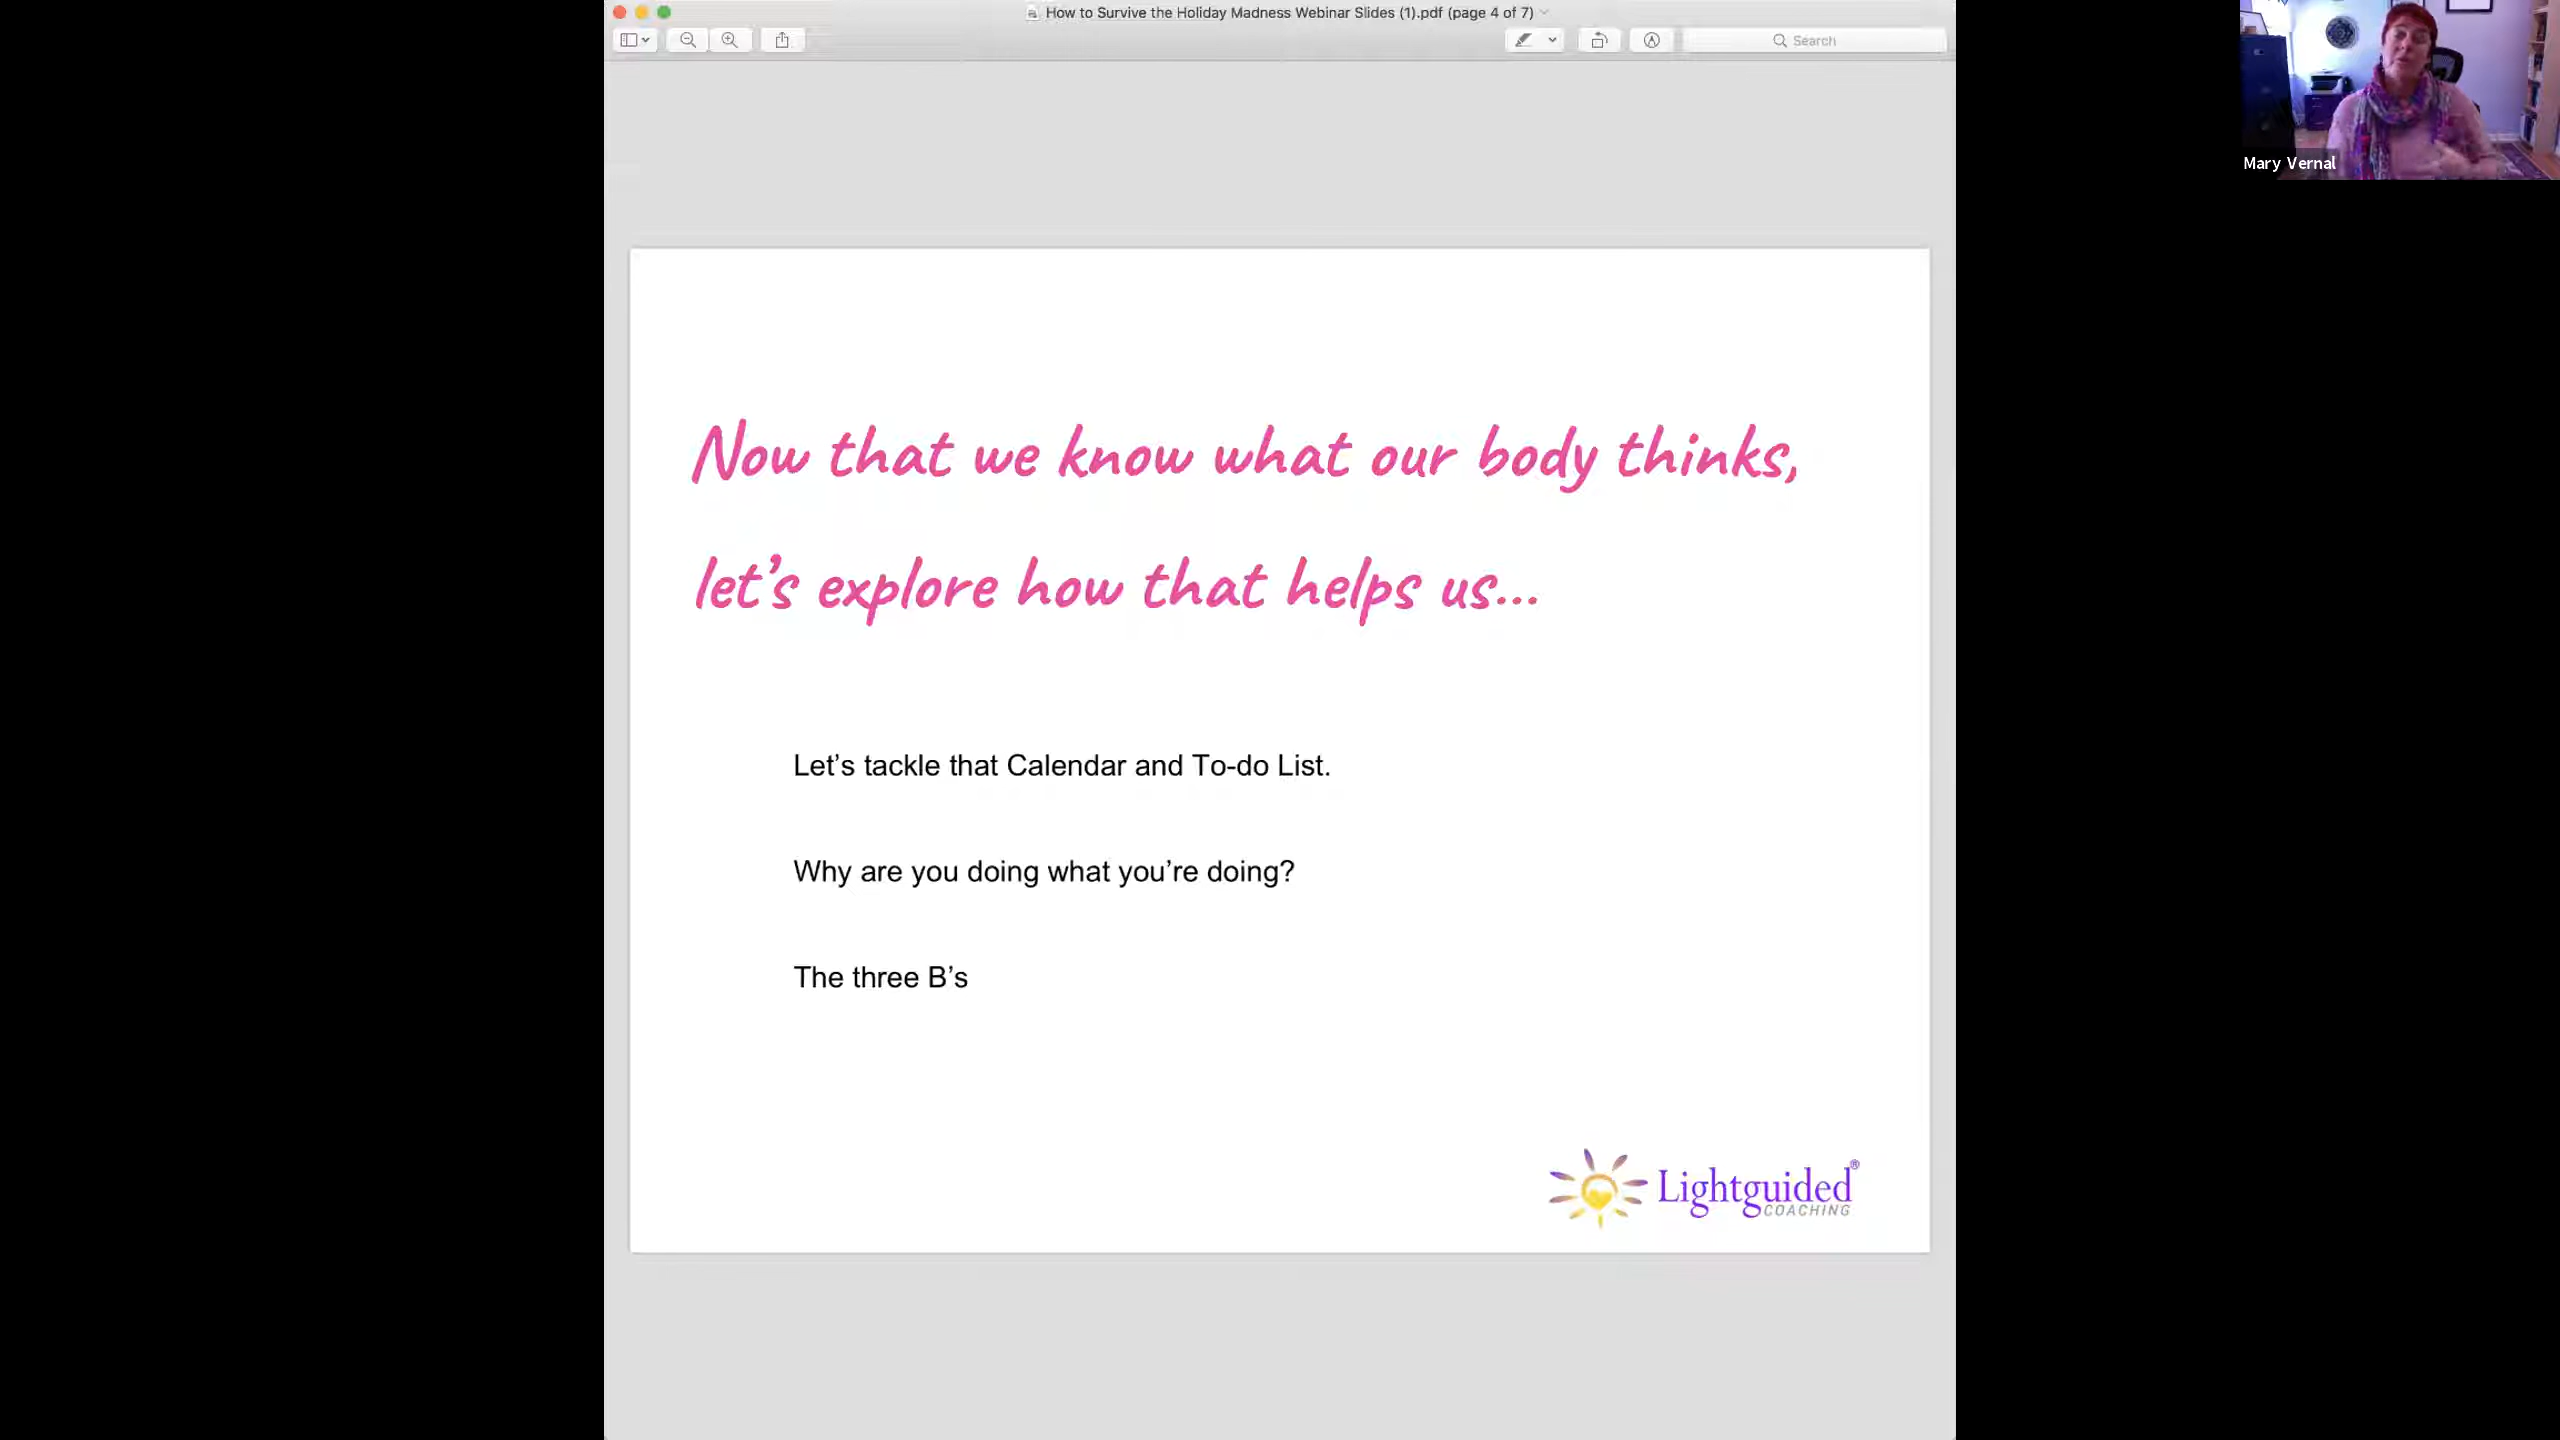 How to Survive the Holiday Madness Webinar Slides (1).pdf (page 4 of 7)
Search
Mary Vernal
Now that we know what our body thinks,
let’s explore how that helps us...
Let’s tackle that Calendar and To-do List.
Why are you doing what you’re doing?
The three B’s
Lightguided®
COACHING